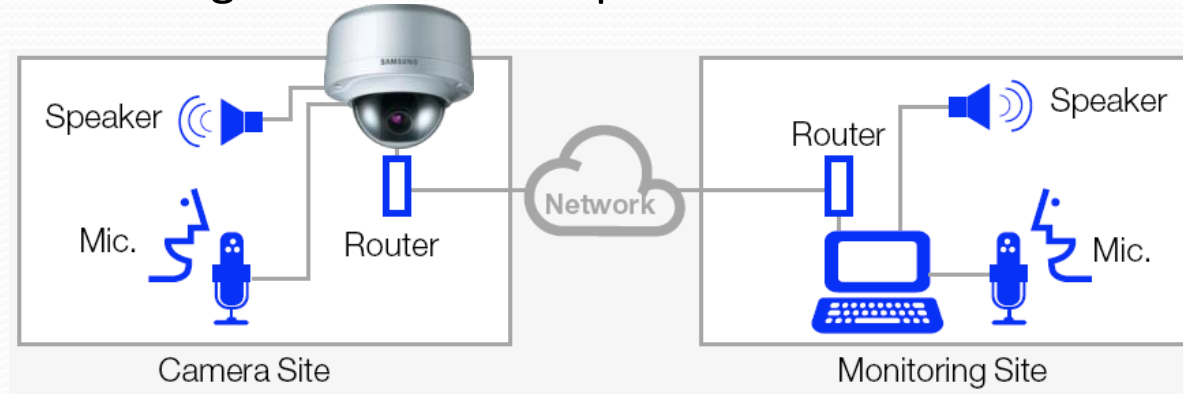 SAMSUNG
Speaker
Mic.
Router
Network
Router
Speaker
Mic.
Camera Site
Monitoring Site